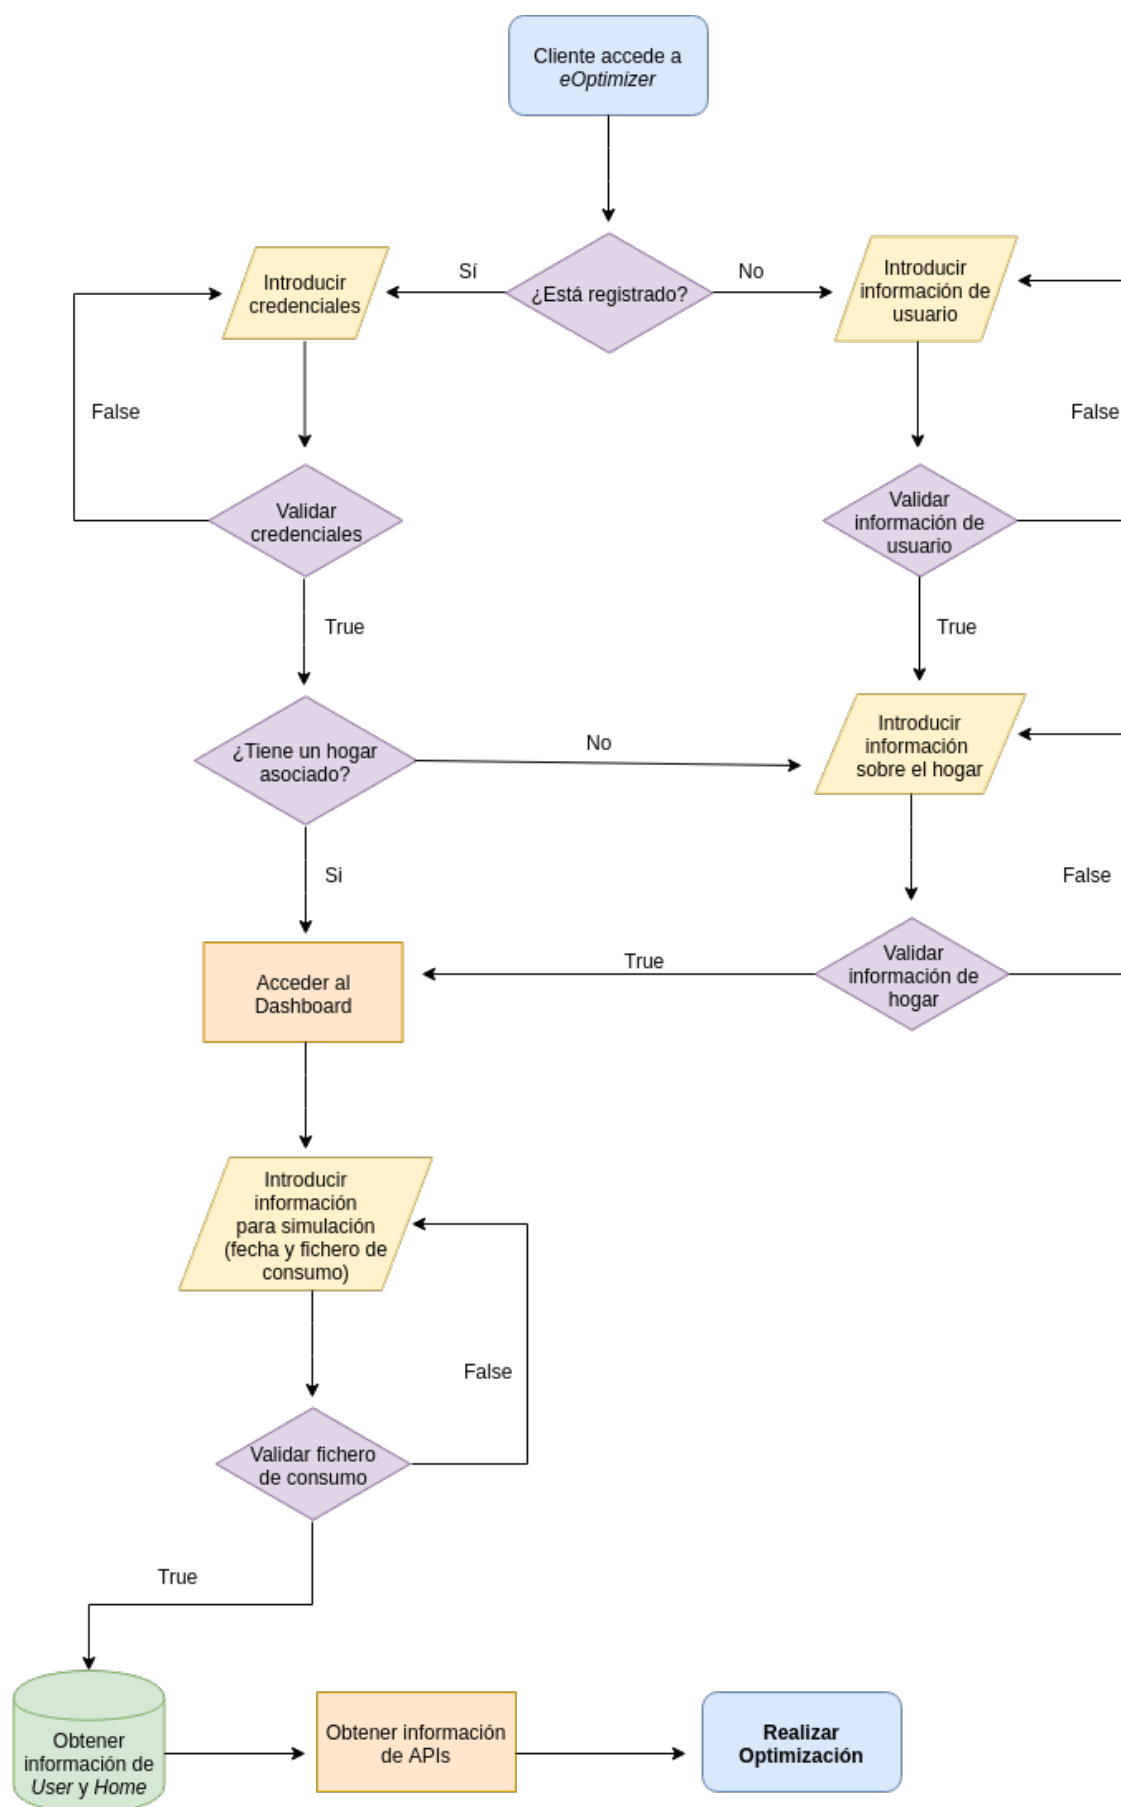 Cliente accede a
eOptimizer
Sí
No
Introducir
credenciales
¿Está registrado?
Introducir
información de
usuario
False
False
Validar
credenciales
Validar
información de
usuario
True
True
¿Tiene un hogar
asociado?
No
Introducir
información
sobre el hogar
Si
False
Acceder al
Dashboard
True
Validar
información de
hogar
Introducir
información
para simulación
(fecha y fichero de
consumo)
False
Validar fichero
de consumo
True
Obtener
información de
User y Home
Obtener información
de APIs
Realizar
Optimización